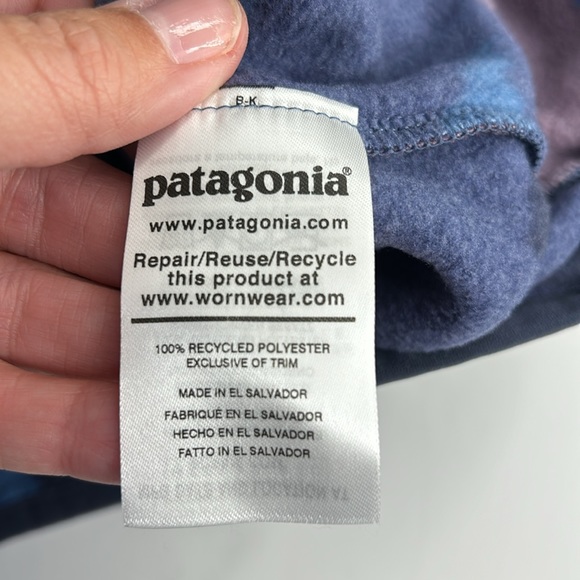 B-K
patagonia®
www.patagonia.com
Repair/Reuse/Recycle
this product at
www.wornwear.com
100% RECYCLED POLYESTER
EXCLUSIVE OF TRIM
MADE IN EL SALVADOR
FABRIQUÉ EN EL SALVADOR
HECHO EN EL SALVADOR
FATTO IN EL SALVADOR